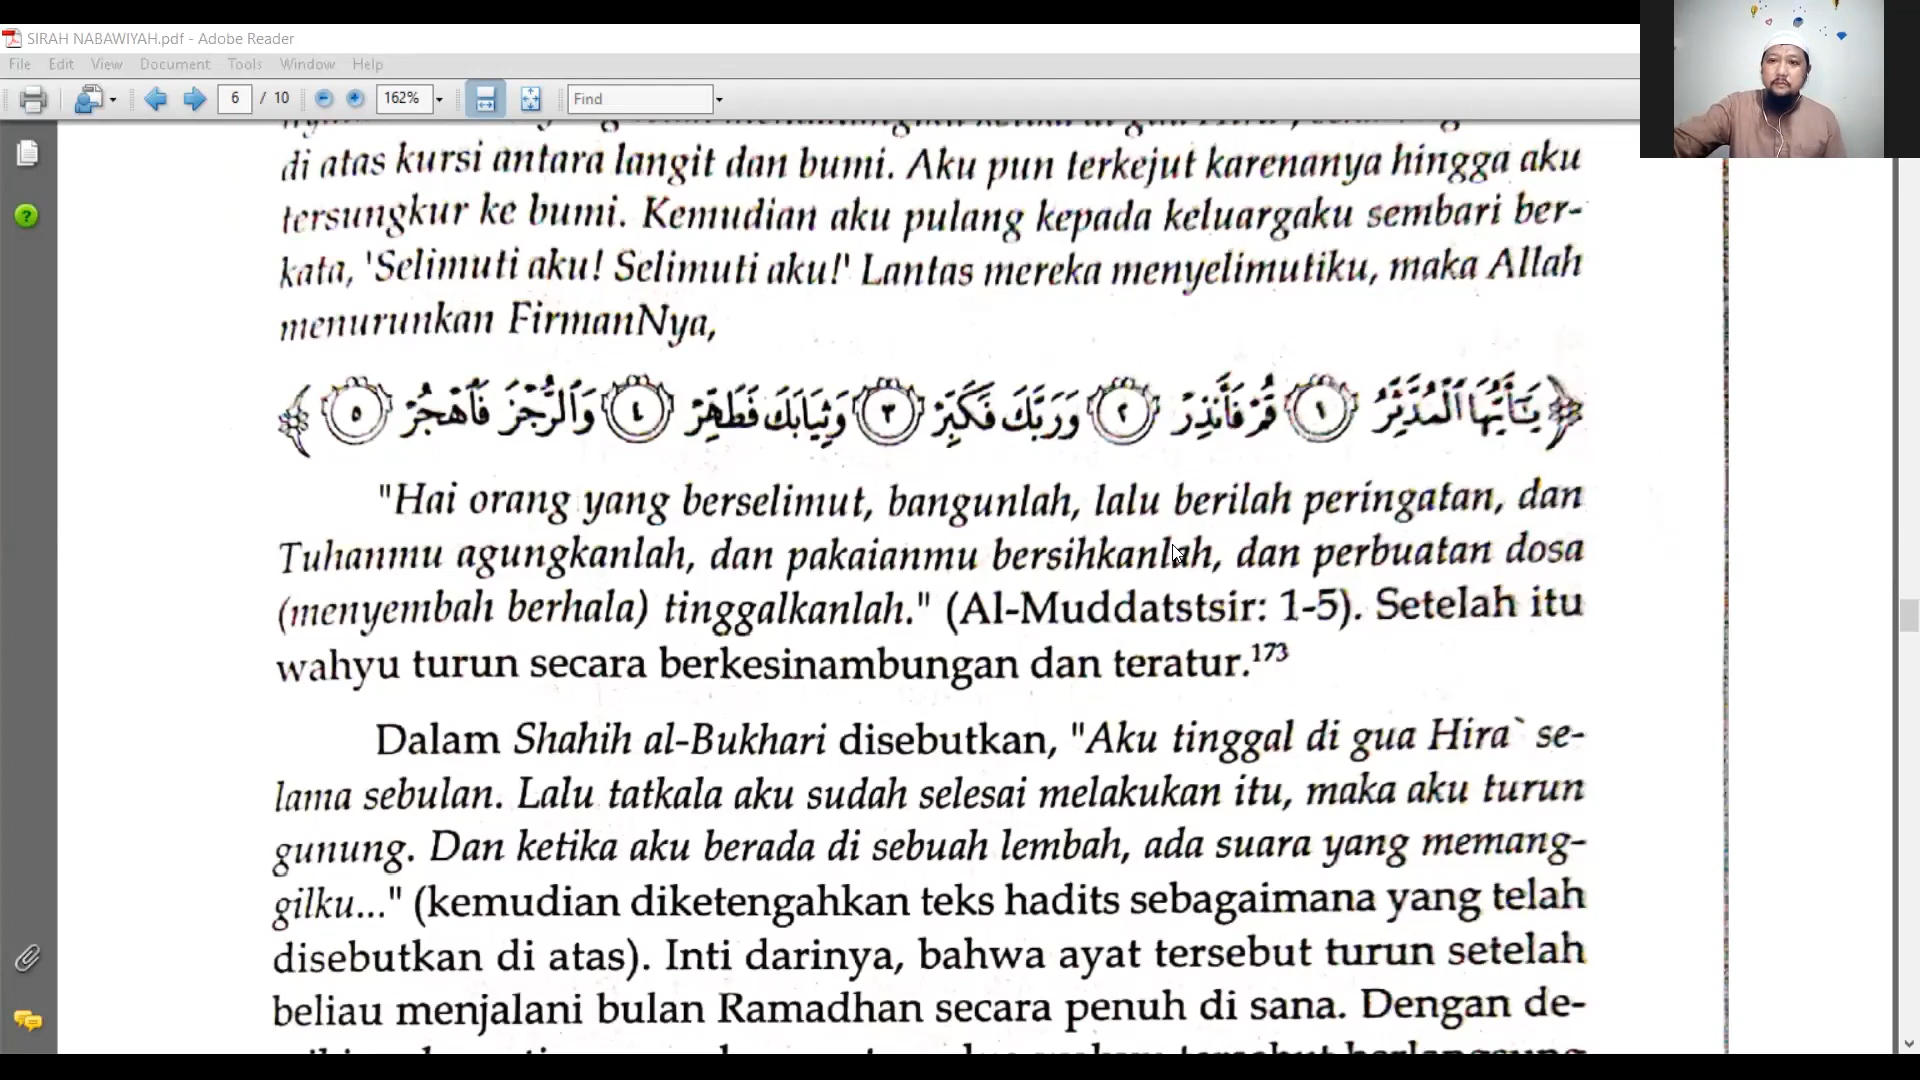 SIRAH NABAWIYAH.pdf - Adobe Reader
File Edit View Document Tools Window Help
6 / 10 162% Find
di atas kursi antara langit dan bumi. Aku pun terkejut karenanya hingga aku
tersungkur ke bumi. Kemudian aku pulang kepada keluargaku sembari ber-
kata, 'Selimuti aku! Selimuti aku!' Lantas mereka menyelimutiku, maka Allah
menurunkan FirmanNya,
﴿ يَـٰٓأَيُّهَا ٱلْمُدَّثِّرُ ١ قُمْ فَأَنذِرْ ٢ وَرَبَّكَ فَكَبِّرْ ٣ وَثِيَابَكَ فَطَهِّرْ ٤ وَٱلرُّجْزَ فَٱهْجُرْ ٥ ﴾
"Hai orang yang berselimut, bangunlah, lalu berilah peringatan, dan
Tuhanmu agungkanlah, dan pakaianmu bersihkanlah, dan perbuatan dosa
(menyembah berhala) tinggalkanlah." (Al-Muddatstsir: 1-5). Setelah itu
wahyu turun secara berkesinambungan dan teratur.173
Dalam Shahih al-Bukhari disebutkan, "Aku tinggal di gua Hira` se-
lama sebulan. Lalu tatkala aku sudah selesai melakukan itu, maka aku turun
gunung. Dan ketika aku berada di sebuah lembah, ada suara yang memang-
gilku..." (kemudian diketengahkan teks hadits sebagaimana yang telah
disebutkan di atas). Inti darinya, bahwa ayat tersebut turun setelah
beliau menjalani bulan Ramadhan secara penuh di sana. Dengan de-